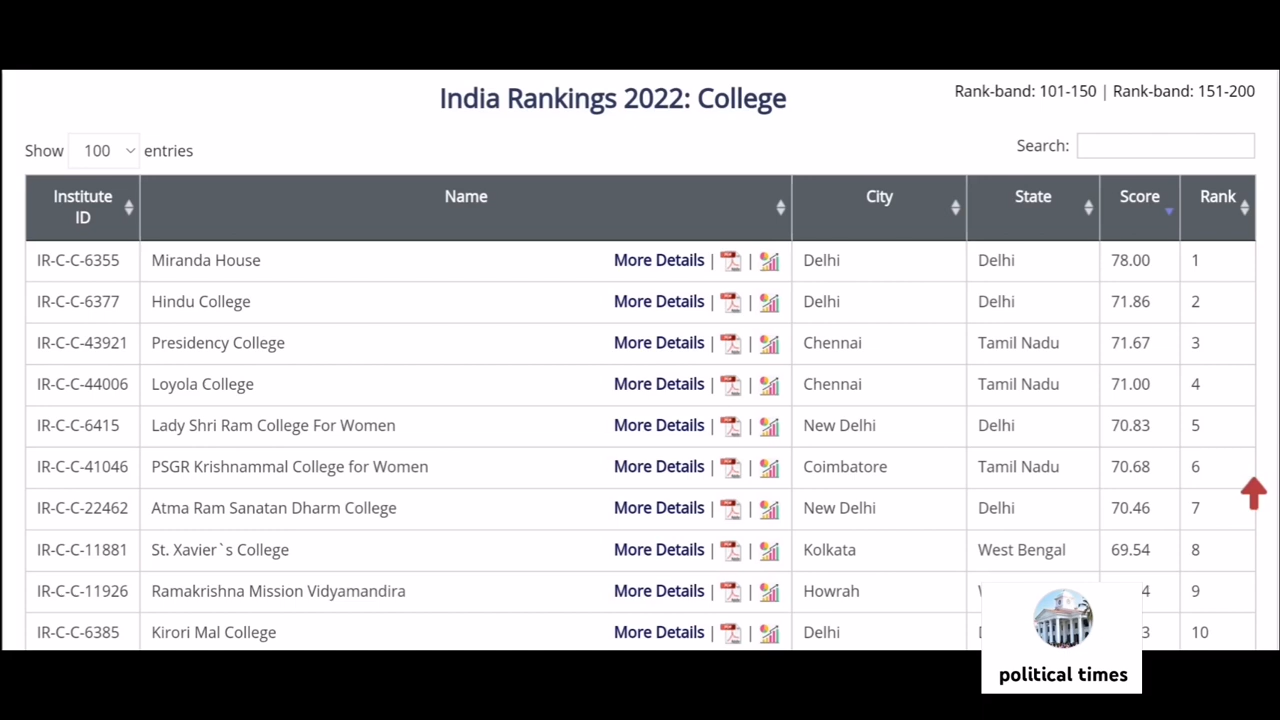 India Rankings 2022: College
Rank-band: 101-150 | Rank-band: 151-200
Show 100 entries
Search:
Institute ID Name City State Score Rank
IR-C-C-6355 Miranda House More Details | | Delhi Delhi 78.00 1
IR-C-C-6377 Hindu College More Details | | Delhi Delhi 71.86 2
IR-C-C-43921 Presidency College More Details | | Chennai Tamil Nadu 71.67 3
IR-C-C-44006 Loyola College More Details | | Chennai Tamil Nadu 71.00 4
IR-C-C-6415 Lady Shri Ram College For Women More Details | | New Delhi Delhi 70.83 5
IR-C-C-41046 PSGR Krishnammal College for Women More Details | | Coimbatore Tamil Nadu 70.68 6
IR-C-C-22462 Atma Ram Sanatan Dharm College More Details | | New Delhi Delhi 70.46 7
IR-C-C-11881 St. Xavier`s College More Details | | Kolkata West Bengal 69.54 8
IR-C-C-11926 Ramakrishna Mission Vidyamandira More Details | | Howrah 4 9
IR-C-C-6385 Kirori Mal College More Details | | Delhi 3 10
political times